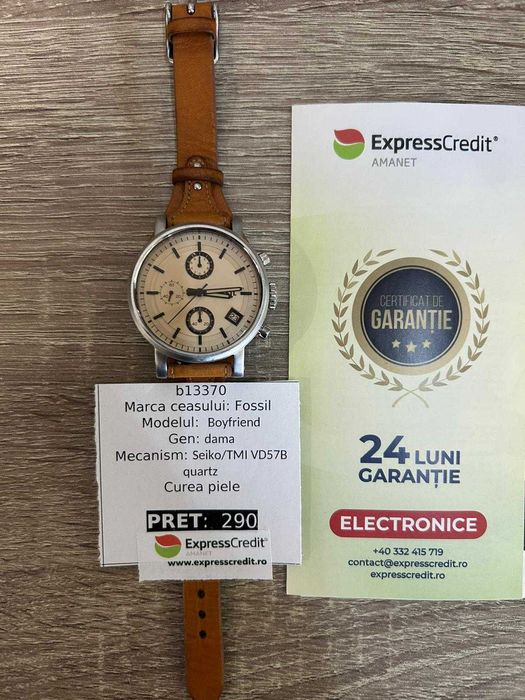 ExpressCredit®
AMANET
CERTIFICAT DE
GARANȚIE
24 LUNI
GARANȚIE
ELECTRONICE
+40 332 415 719
contact@expresscredit.ro
expresscredit.ro
b13370
Marca ceasului: Fossil
Modelul: Boyfriend
Gen: dama
Mecanism: Seiko/TMI VD57B
quartz
Curea piele
PRET: 290
ExpressCredit®
AMANET
www.expresscredit.ro